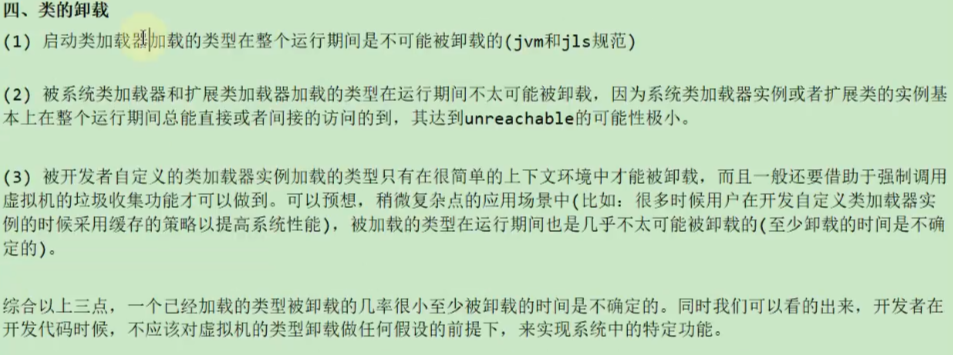 四、类的卸载
(1) 启动类加载器加载的类型在整个运行期间是不可能被卸载的(jvm和jls规范)
(2) 被系统类加载器和扩展类加载器加载的类型在运行期间不太可能被卸载，因为系统类加载器实例或者扩展类的实例基
本上在整个运行期间总能直接或者间接的访问的到，其达到unreachable的可能性极小。
(3) 被开发者自定义的类加载器实例加载的类型只有在很简单的上下文环境中才能被卸载，而且一般还要借助于强制调用
虚拟机的垃圾收集功能才可以做到。可以预想，稍微复杂点的应用场景中(比如：很多时候用户在开发自定义类加载器实
例的时候采用缓存的策略以提高系统性能)，被加载的类型在运行期间也是几乎不太可能被卸载的(至少卸载的时间是不确
定的)。
综合以上三点，一个已经加载的类型被卸载的几率很小至少被卸载的时间是不确定的。同时我们可以看的出来，开发者在
开发代码时候，不应该对虚拟机的类型卸载做任何假设的前提下，来实现系统中的特定功能。